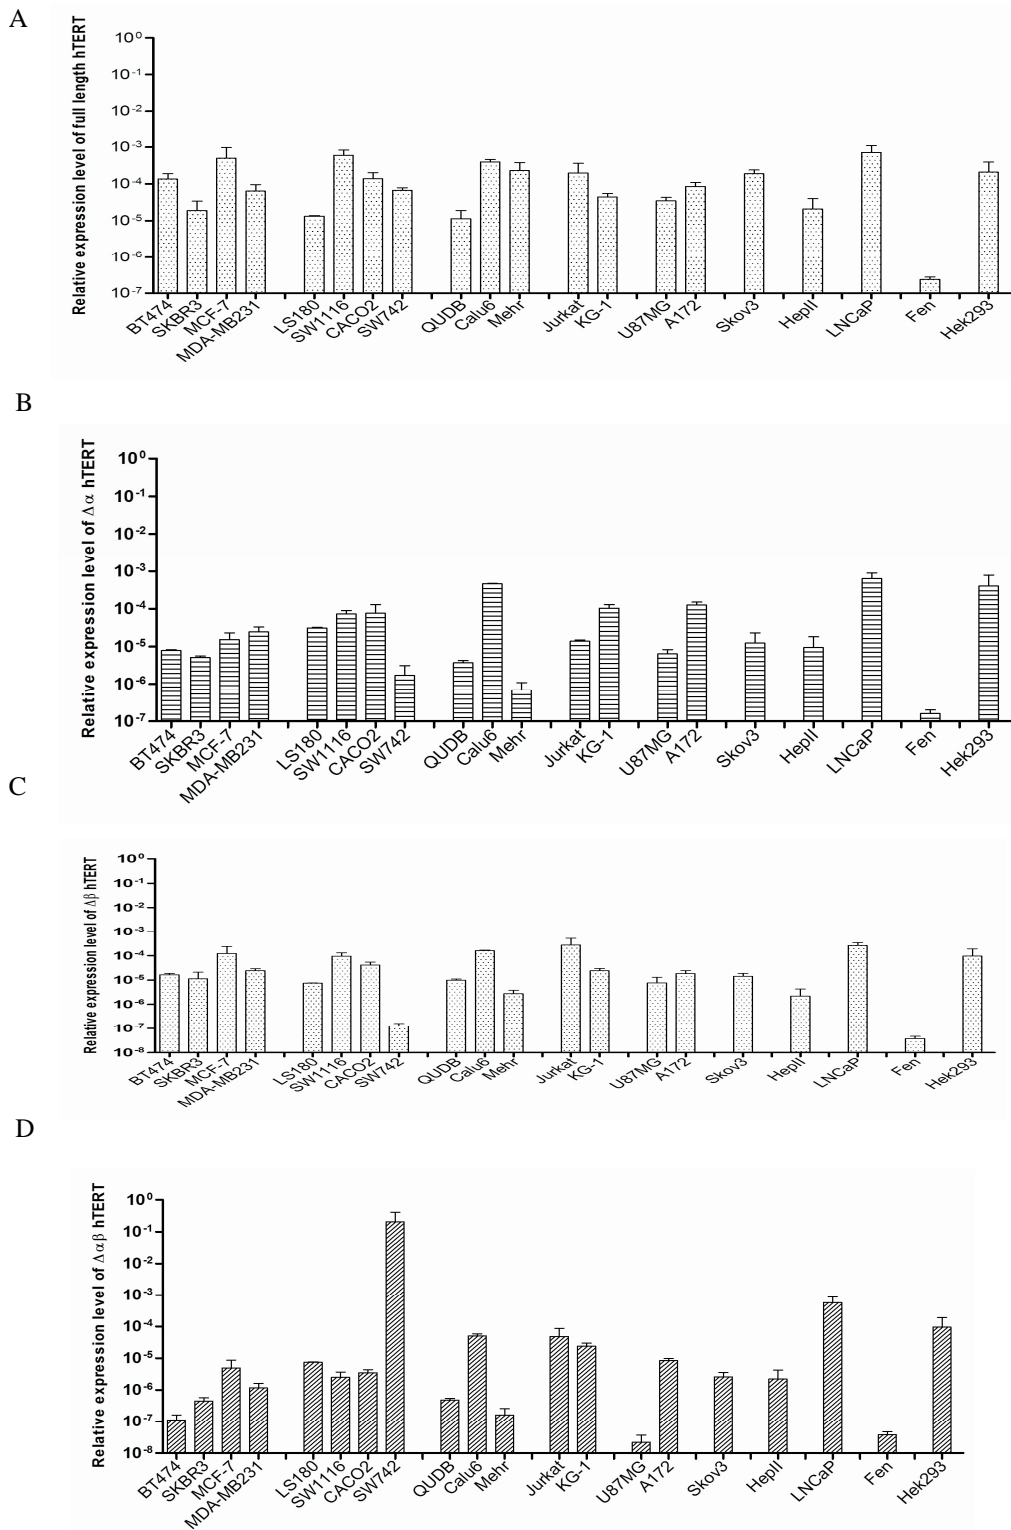 A
Relative expression level of full length hTERT
10⁰
10⁻¹
10⁻²
10⁻³
10⁻⁴
10⁻⁵
10⁻⁶
10⁻⁷
BT474
SKBR3
MCF-7
MDA-MB231
LS180
SW1116
CACO2
SW742
QUDB
Calu6
Mehr
Jurkat
KG-1
U87MG
A172
Skov3
HepII
LNCaP
Fen
Hek293
B
Relative expression level of Δα hTERT
10⁰
10⁻¹
10⁻²
10⁻³
10⁻⁴
10⁻⁵
10⁻⁶
10⁻⁷
BT474
SKBR3
MCF-7
MDA-MB231
LS180
SW1116
CACO2
SW742
QUDB
Calu6
Mehr
Jurkat
KG-1
U87MG
A172
Skov3
HepII
LNCaP
Fen
Hek293
C
Relative expression level of Δβ hTERT
10⁰
10⁻¹
10⁻²
10⁻³
10⁻⁴
10⁻⁵
10⁻⁶
10⁻⁷
10⁻⁸
BT474
SKBR3
MCF-7
MDA-MB231
LS180
SW1116
CACO2
SW742
QUDB
Calu6
Mehr
Jurkat
KG-1
U87MG
A172
Skov3
HepII
LNCaP
Fen
Hek293
D
Relative expression level of Δαβ hTERT
10⁰
10⁻¹
10⁻²
10⁻³
10⁻⁴
10⁻⁵
10⁻⁶
10⁻⁷
10⁻⁸
BT474
SKBR3
MCF-7
MDA-MB231
LS180
SW1116
CACO2
SW742
QUDB
Calu6
Mehr
Jurkat
KG-1
U87MG
A172
Skov3
HepII
LNCaP
Fen
Hek293